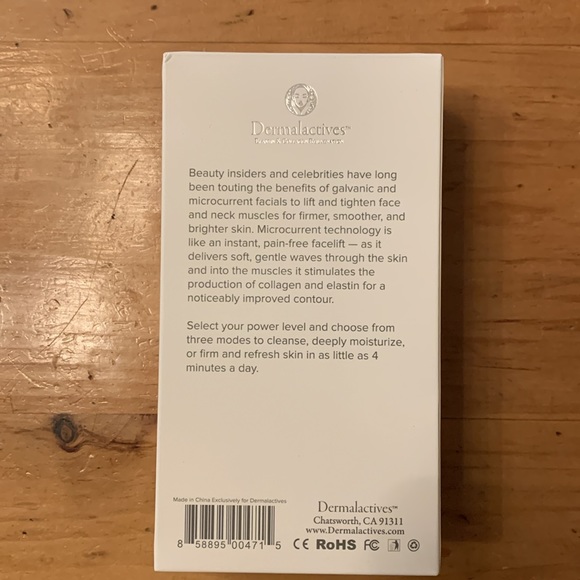 Dermalactives™
Beauty insiders and celebrities have long
been touting the benefits of galvanic and
microcurrent facials to lift and tighten face
and neck muscles for firmer, smoother, and
brighter skin. Microcurrent technology is
like an instant, pain-free facelift — as it
delivers soft, gentle waves through the skin
and into the muscles it stimulates the
production of collagen and elastin for a
noticeably improved contour.
Select your power level and choose from
three modes to cleanse, deeply moisturize,
or firm and refresh skin in as little as 4
minutes a day.
Made in China Exclusively for Dermalactives
8 58895 00471 5
Dermalactives™
Chatsworth, CA 91311
www.Dermalactives.com
CE RoHS FC